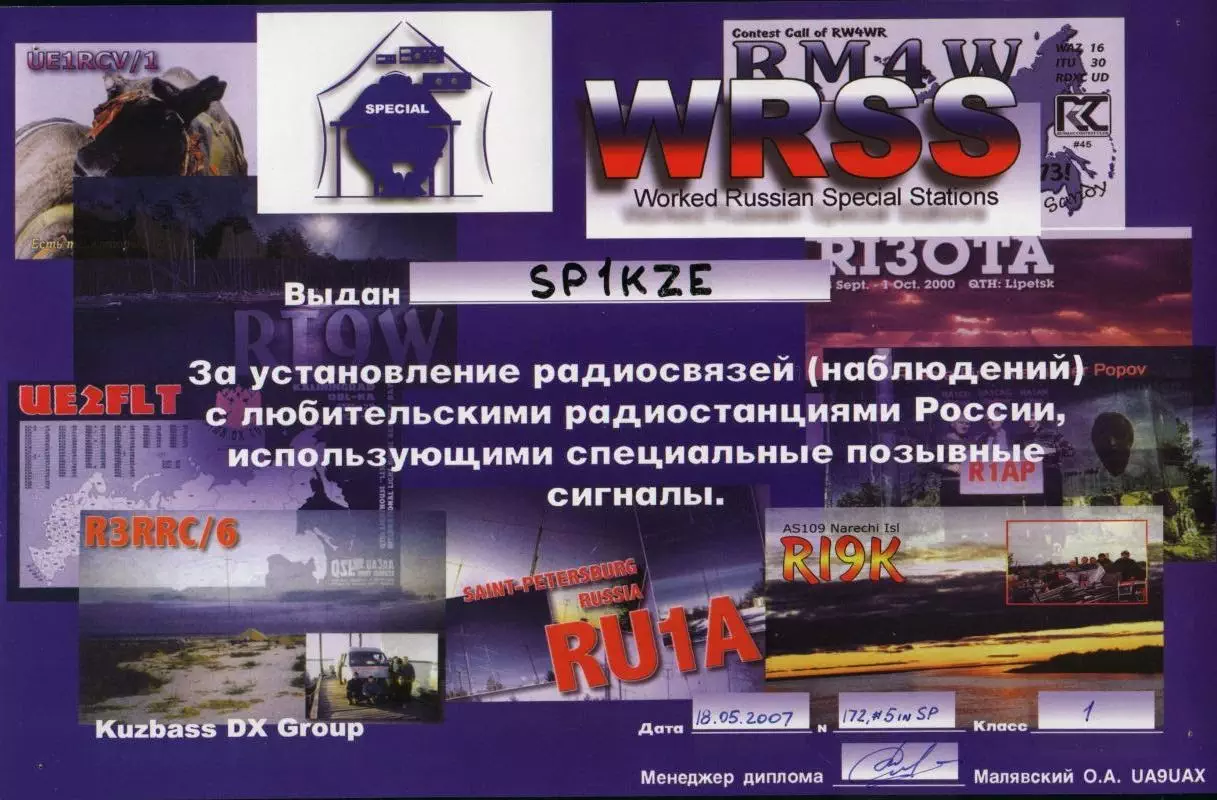 UE1RCV/1
SPECIAL
Contest Call of RW4WR
RM4W
WAZ 16
ITU 30
RDXC UD
#45
73!
WRSS
Worked Russian Special Stations
RI3OTA
Sept. - 1 Oct. 2000 QTH: Lipetsk
Выдан SP1KZE
RT9W
За установление радиосвязей (наблюдений)
Popov
UE2FLT
с любительскими радиостанциями России,
использующими специальные позывные
R1AP
сигналы.
R3RRC/6
AS109 Narechi Isl
RI9K
SAINT-PETERSBURG
RUSSIA
RU1A
Kuzbass DX Group
Дата 18.05.2007 N 172,#5 in SP Класс 1
Менеджер диплома Малявский О.А. UA9UAX